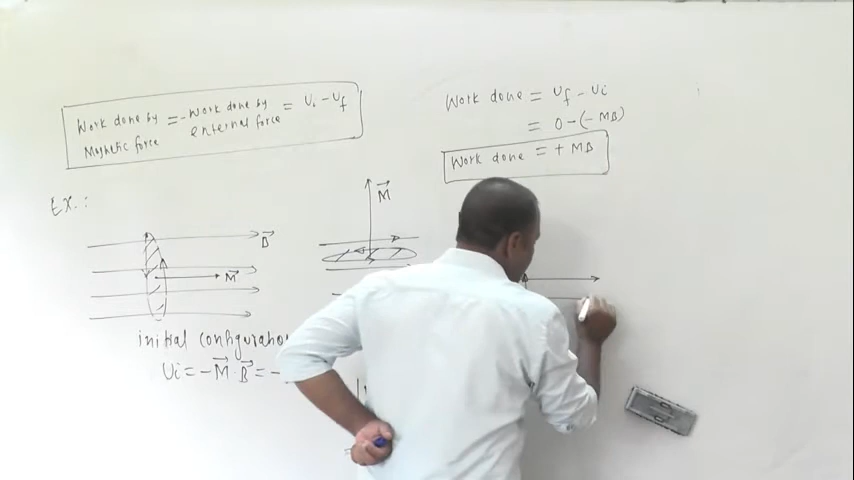 Work done by = - Work done by = Ui - Uf
Magnetic force external force
Work done = Uf - Ui
= 0 - (- MB)
Work done = + MB
Ex.:
B⃗
M⃗
M⃗
initial configuratio
Ui = - M⃗ · B⃗ = -